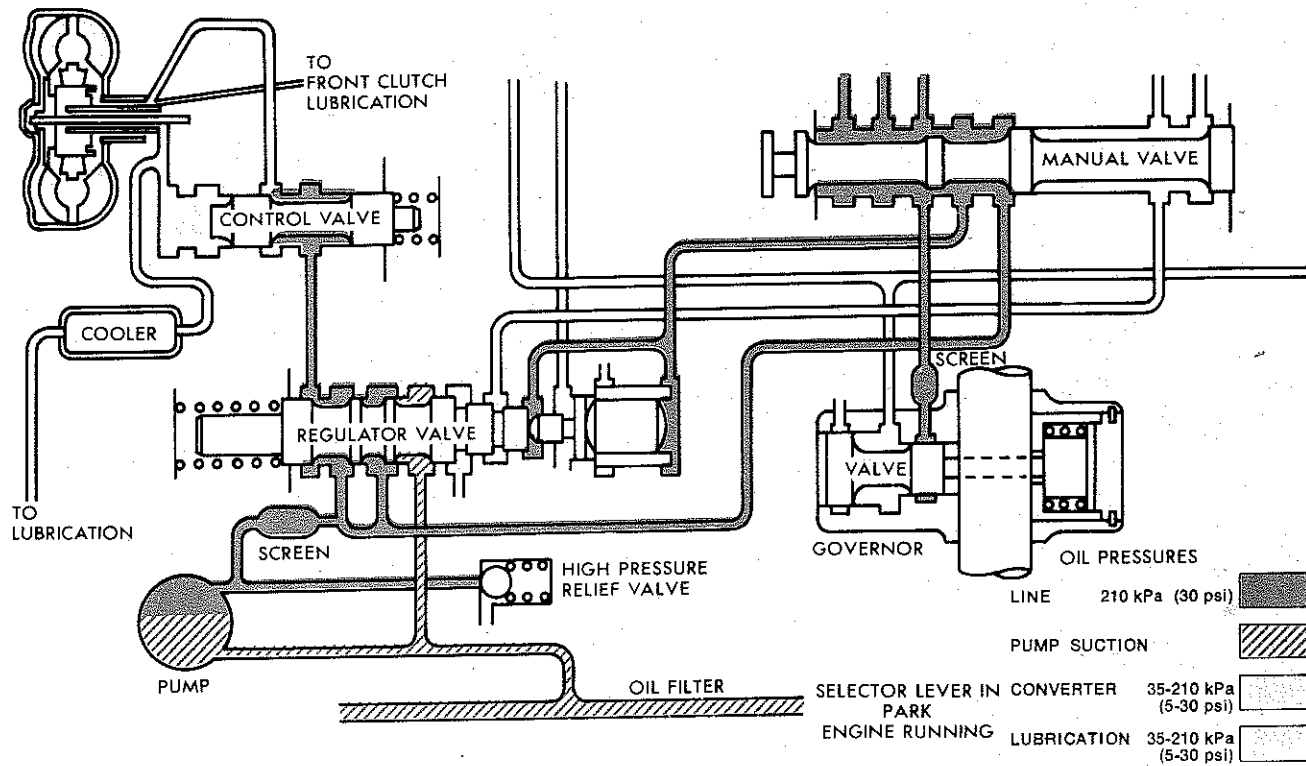 TO
FRONT CLUTCH
LUBRICATION
MANUAL VALVE
CONTROL VALVE
COOLER
SCREEN
REGULATOR VALVE
VALVE
TO
LUBRICATION
SCREEN
GOVERNOR
OIL PRESSURES
HIGH PRESSURE
RELIEF VALVE
LINE 210 kPa (30 psi)
PUMP SUCTION
PUMP
OIL FILTER
SELECTOR LEVER IN
PARK
ENGINE RUNNING
CONVERTER 35-210 kPa
(5-30 psi)
LUBRICATION 35-210 kPa
(5-30 psi)